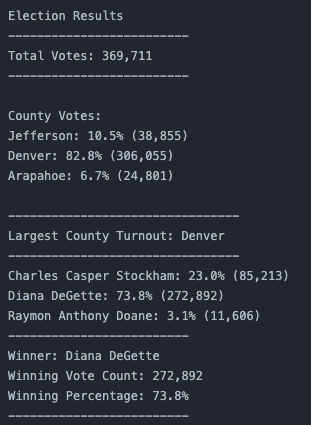 Election Results
-------------------------
Total Votes: 369,711
-------------------------
County Votes:
Jefferson: 10.5% (38,855)
Denver: 82.8% (306,055)
Arapahoe: 6.7% (24,801)
--------------------------------
Largest County Turnout: Denver
--------------------------------
Charles Casper Stockham: 23.0% (85,213)
Diana DeGette: 73.8% (272,892)
Raymon Anthony Doane: 3.1% (11,606)
-------------------------
Winner: Diana DeGette
Winning Vote Count: 272,892
Winning Percentage: 73.8%
-------------------------